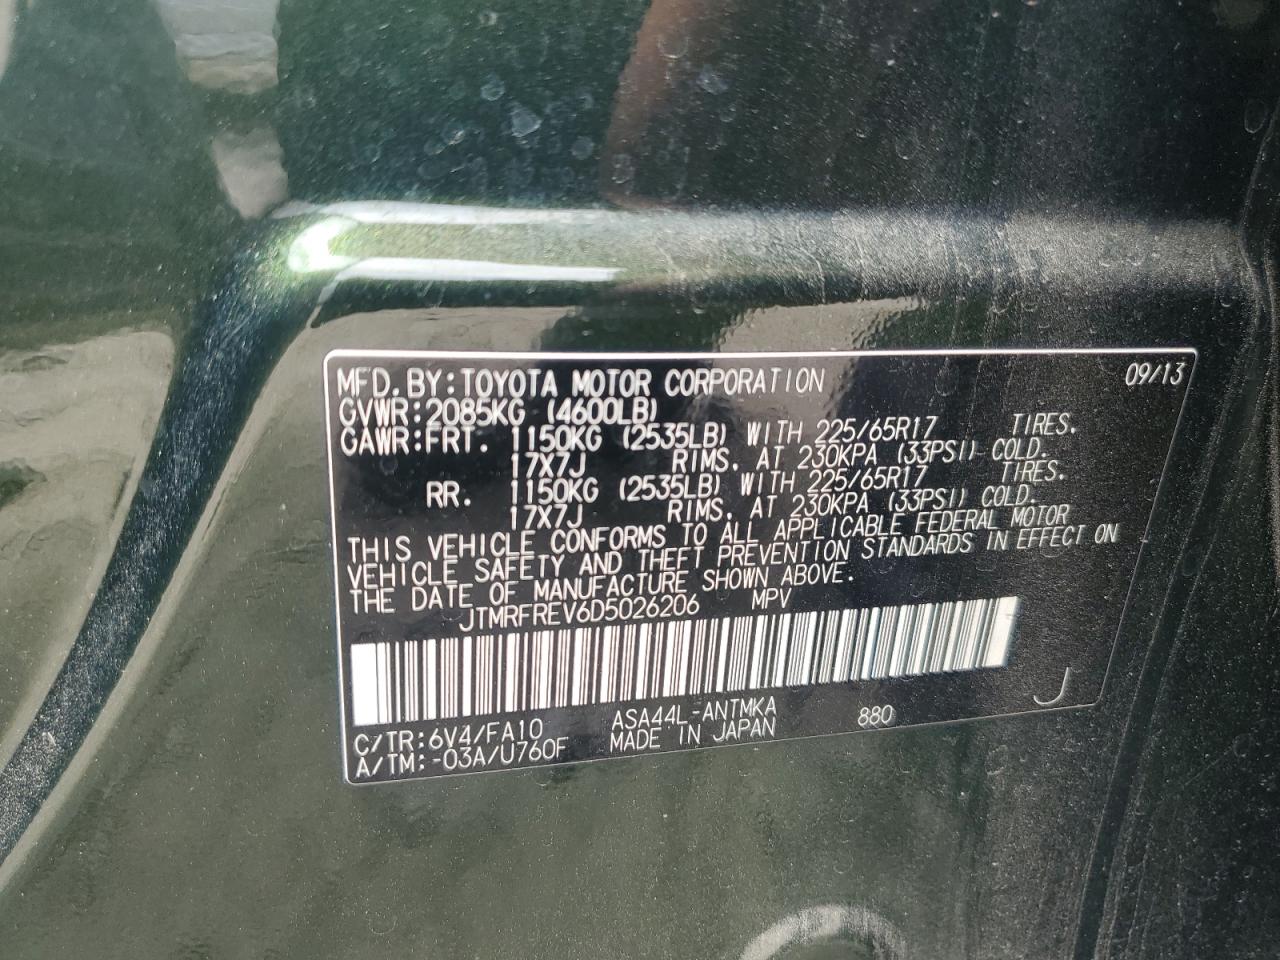 MFD.BY:TOYOTA MOTOR CORPORATION 09/13
GVWR:2085KG (4600LB)
GAWR:FRT. 1150KG (2535LB) WITH 225/65R17 TIRES.
17X7J RIMS. AT 230KPA (33PSI) COLD.
RR. 1150KG (2535LB) WITH 225/65R17 TIRES.
17X7J RIMS. AT 230KPA (33PSI) COLD.
THIS VEHICLE CONFORMS TO ALL APPLICABLE FEDERAL MOTOR
VEHICLE SAFETY AND THEFT PREVENTION STANDARDS IN EFFECT ON
THE DATE OF MANUFACTURE SHOWN ABOVE.
JTMRFREV6D5026206 MPV
C/TR:6V4/FA10 ASA44L-ANTMKA 880 J
A/TM:-03A/U760F MADE IN JAPAN